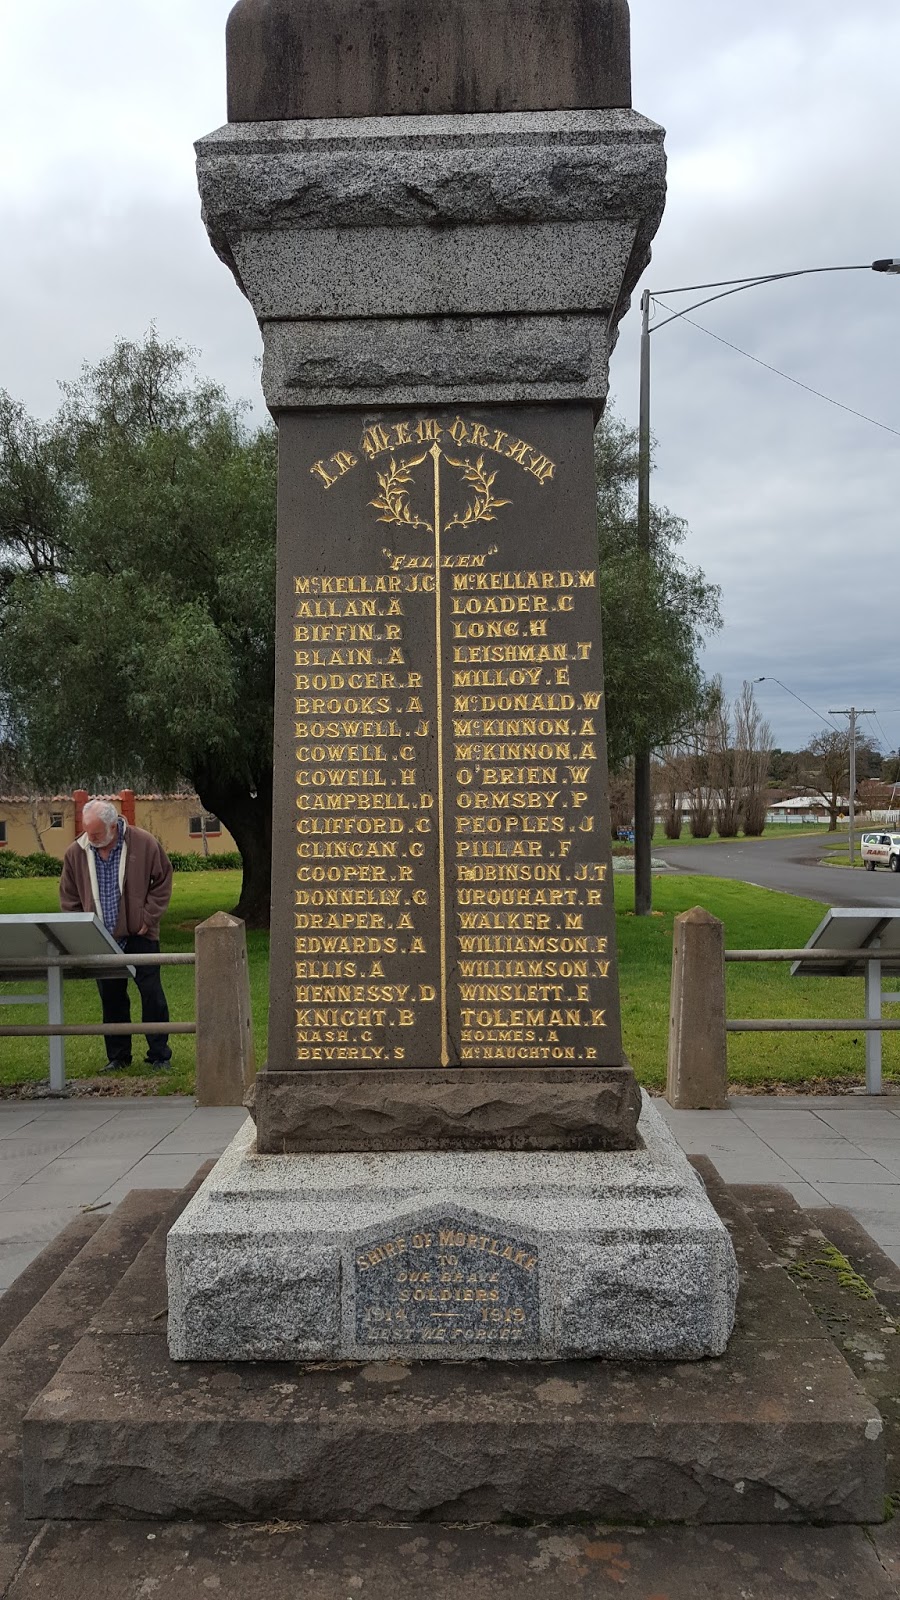 In Memoriam
"FALLEN"
McKELLAR.J.G
ALLAN.A
BIFFIN.R
BLAIN.A
BODGER.R
BROOKS.A
BOSWELL.J
COWELL.C
COWELL.H
CAMPBELL.D
CLIFFORD.C
CLINGAN.G
COOPER.R
DONNELLY.G
DRAPER.A
EDWARDS.A
ELLIS.A
HENNESSY.D
KNIGHT.B
NASH.C
BEVERLY.S
McKELLAR.D.M
LOADER.C
LONG.H
LEISHMAN.T
MILLOY.E
McDONALD.W
McKINNON.A
McKINNON.A
O'BRIEN.W
ORMSBY.P
PEOPLES.J
PILLAR.F
ROBINSON.J.T
URQUHART.R
WALKER.M
WILLIAMSON.F
WILLIAMSON.V
WINSLETT.E
TOLEMAN.K
HOLMES.A
McNAUGHTON.R
SHIRE OF MORTLAKE
TO
OUR BRAVE
SOLDIERS
1914 — 1919
LEST WE FORGET